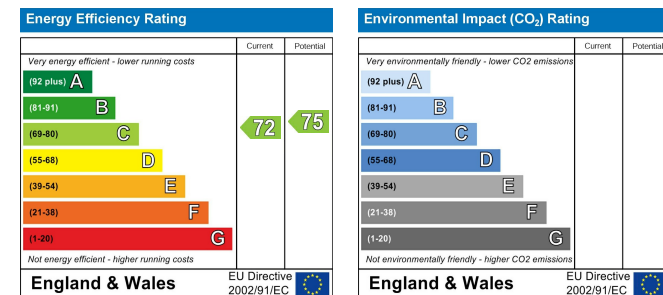 Energy Efficiency Rating
Current Potential
Very energy efficient - lower running costs
(92 plus) A
(81-91) B
(69-80) C
(55-68) D
(39-54) E
(21-38) F
(1-20) G
72
75
Not energy efficient - higher running costs
England & Wales
EU Directive
2002/91/EC
Environmental Impact (CO2) Rating
Current Potential
Very environmentally friendly - lower CO2 emissions
(92 plus) A
(81-91) B
(69-80) C
(55-68) D
(39-54) E
(21-38) F
(1-20) G
Not environmentally friendly - higher CO2 emissions
England & Wales
EU Directive
2002/91/EC